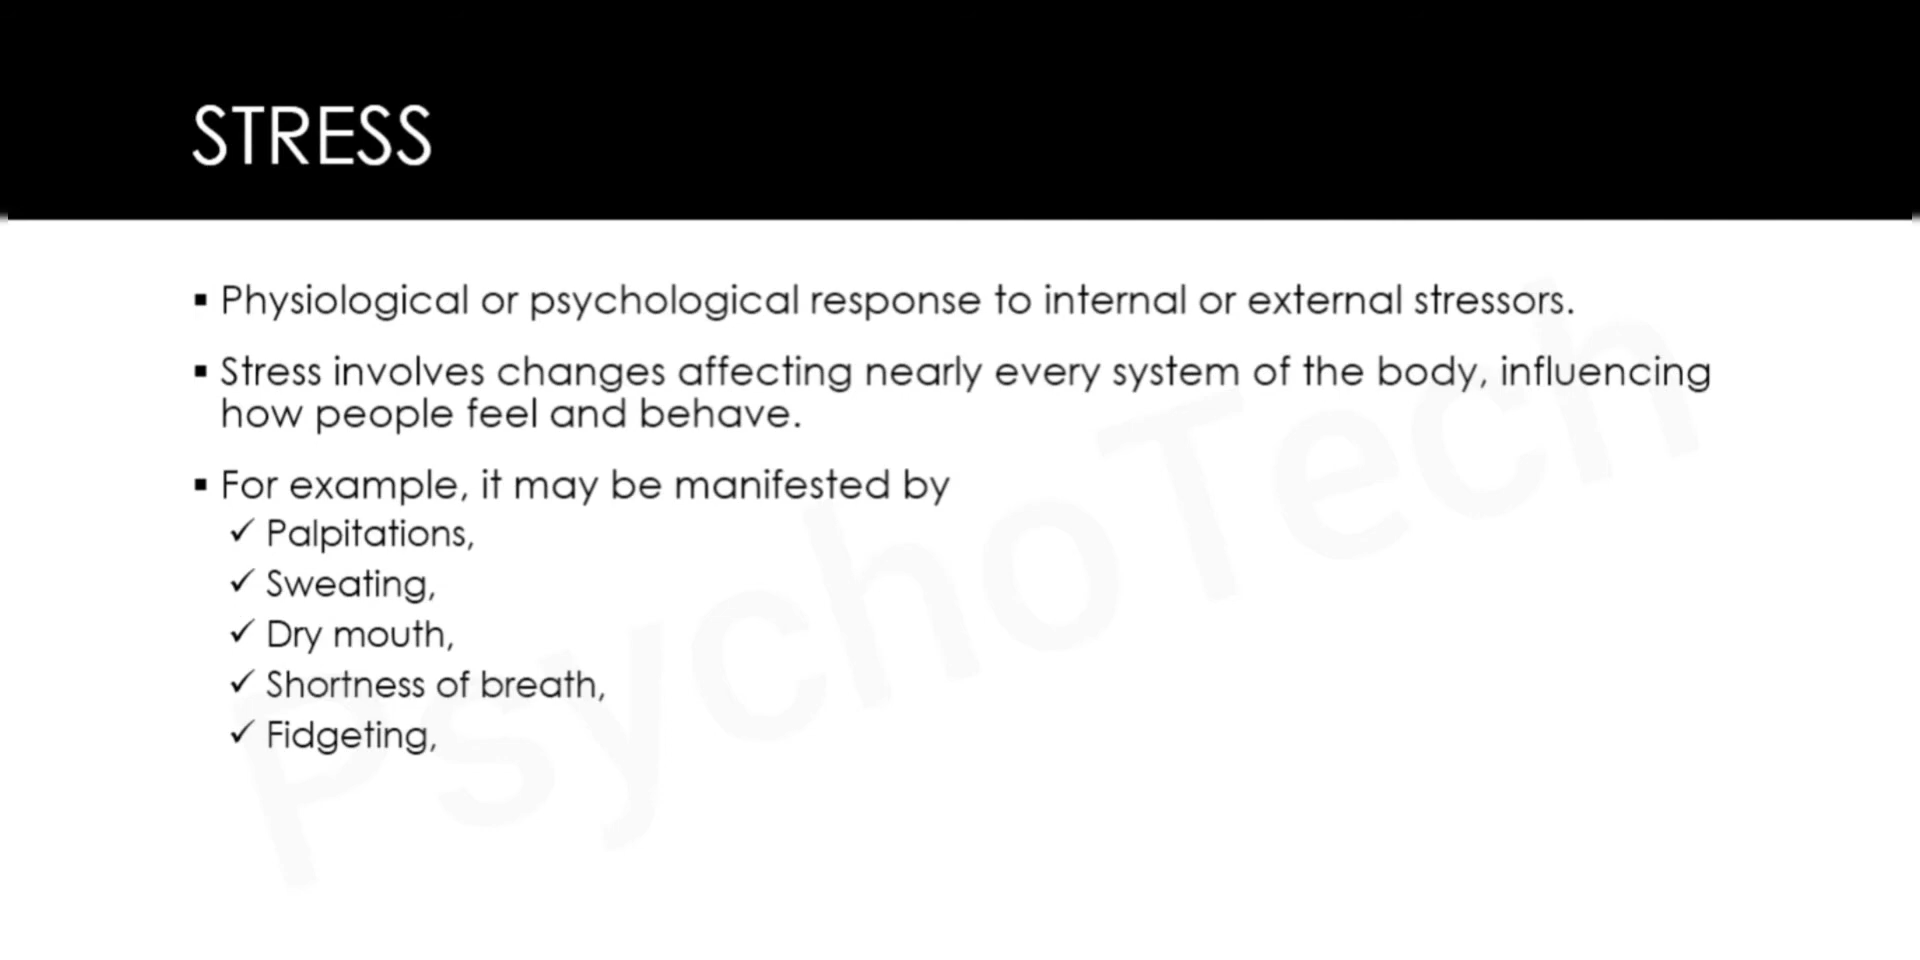 STRESS
▪ Physiological or psychological response to internal or external stressors.
▪ Stress involves changes affecting nearly every system of the body, influencing
how people feel and behave.
▪ For example, it may be manifested by
✓ Palpitations,
✓ Sweating,
✓ Dry mouth,
✓ Shortness of breath,
✓ Fidgeting,
PsychoTech